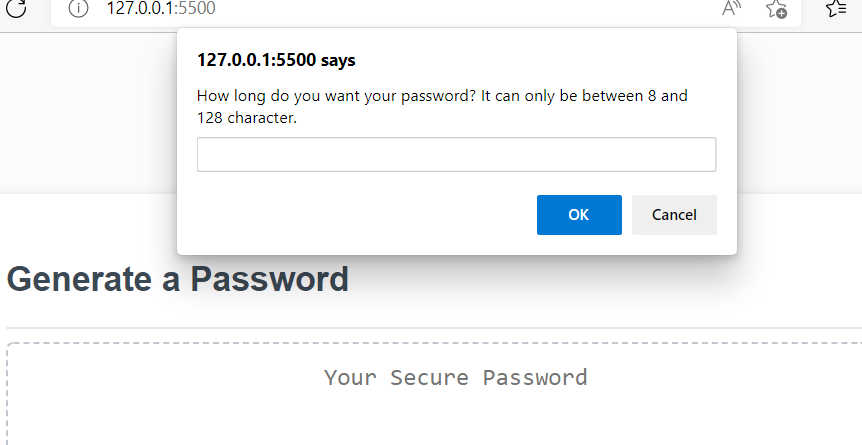 127.0.0.1:5500
127.0.0.1:5500 says
How long do you want your password? It can only be between 8 and
128 character.
OK Cancel
Generate a Password
Your Secure Password